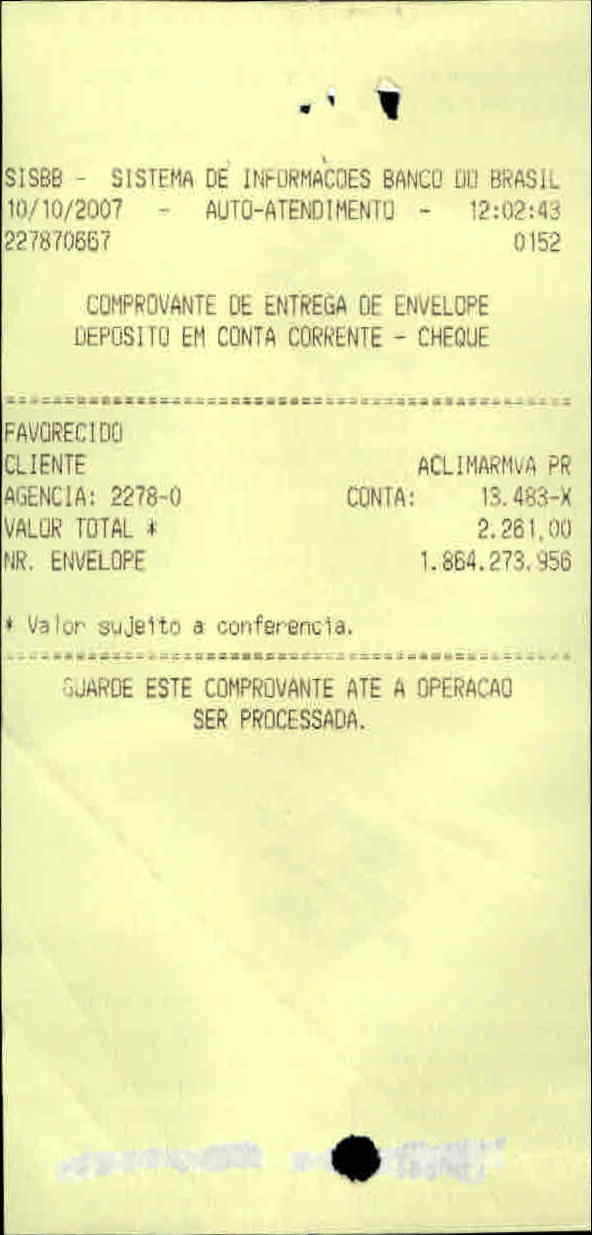 SISBB - SISTEMA DE INFORMACOES BANCO DO BRASIL
10/10/2007 - AUTO-ATENDIMENTO - 12:02:43
227870667 0152
COMPROVANTE DE ENTREGA DE ENVELOPE
DEPOSITO EM CONTA CORRENTE - CHEQUE
================================================
FAVORECIDO
CLIENTE ACLIMARMVA PR
AGENCIA: 2278-0 CONTA: 13.483-X
VALOR TOTAL * 2.261,00
NR. ENVELOPE 1.864.273.956
* Valor sujeito a conferencia.
------------------------------------------------
GUARDE ESTE COMPROVANTE ATE A OPERACAO
SER PROCESSADA.